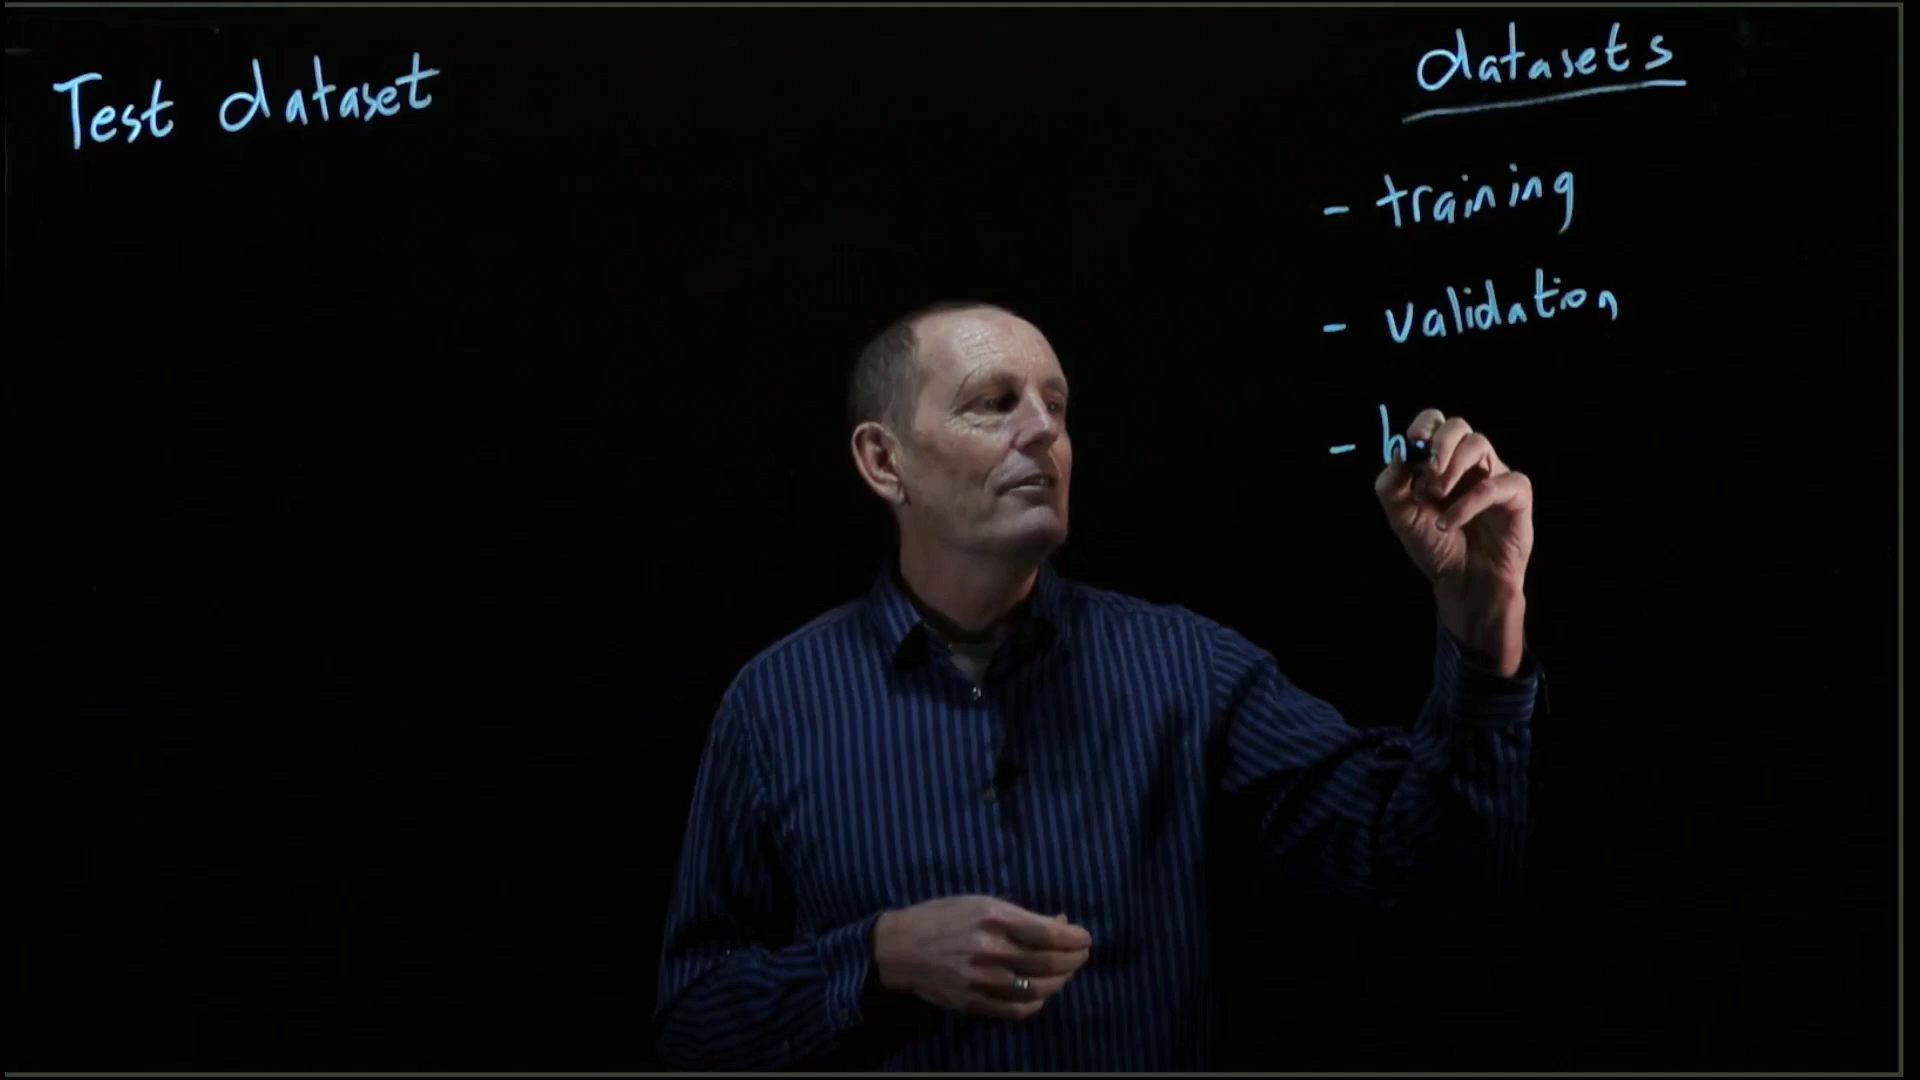 Test dataset
datasets
- training
- validation
- h